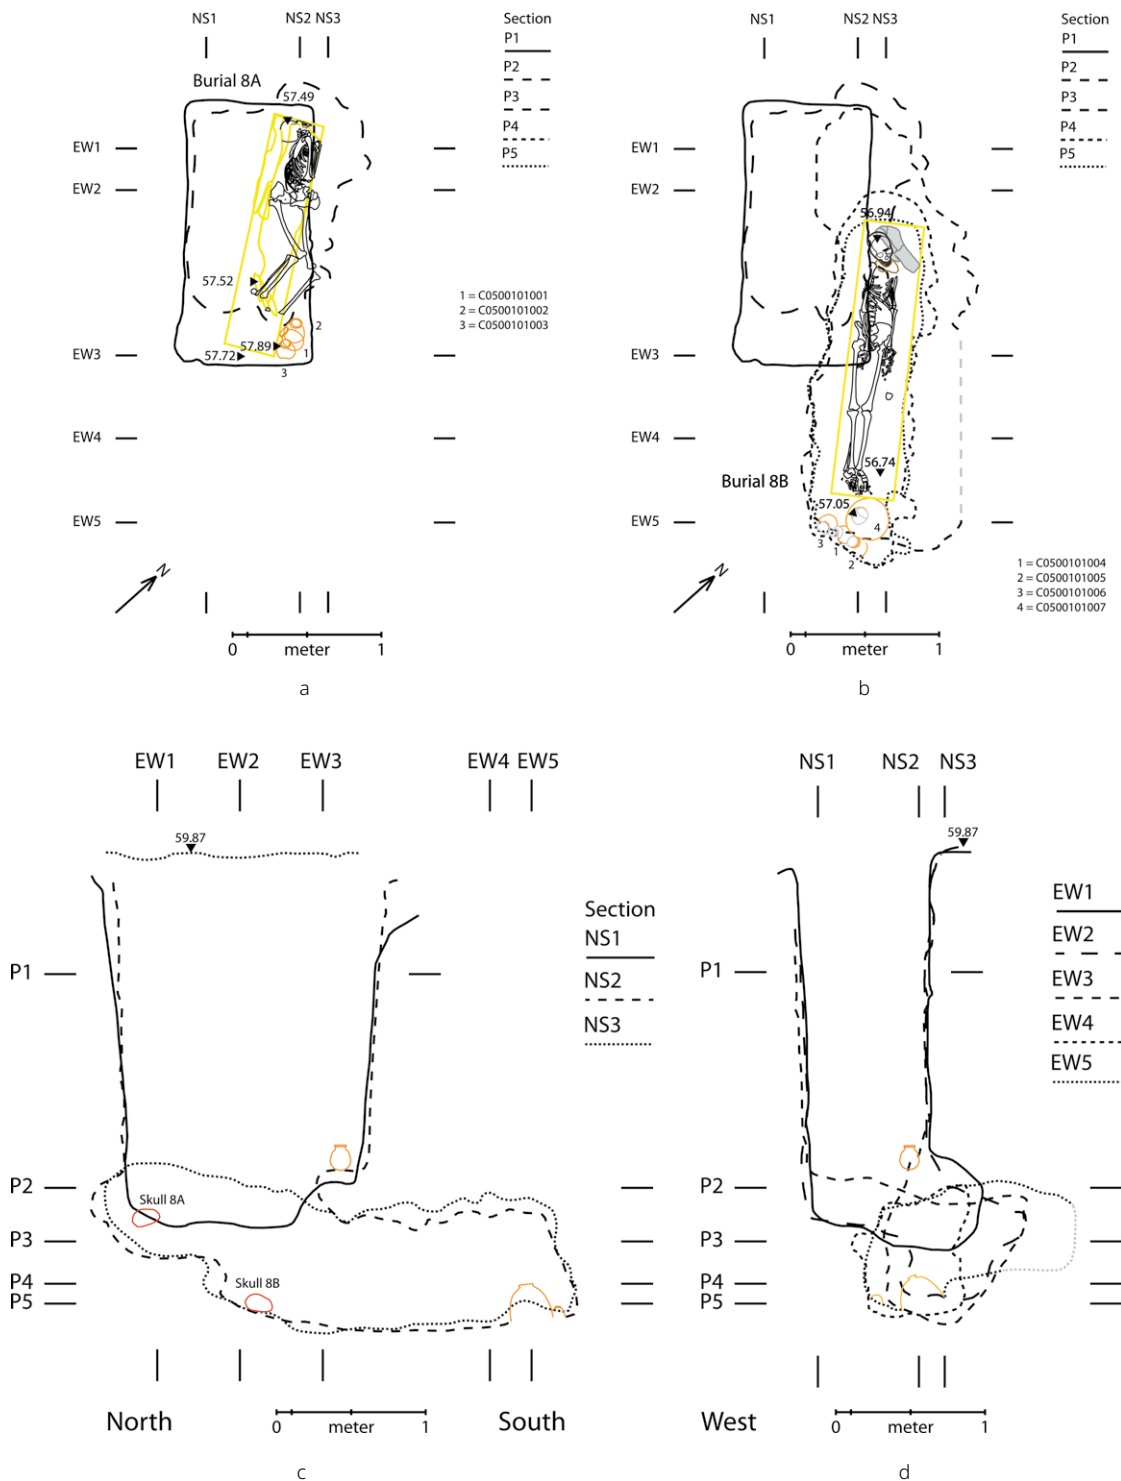 NS1 NS2 NS3 Section
P1
P2
P3
P4
P5
Burial 8A
57.49
EW1
EW2
57.52
1 = C0500101001
2 = C0500101002
3 = C0500101003
2
57.89
57.72
1
EW3
3
EW4
EW5
N
0 meter 1
a
NS1 NS2 NS3 Section
P1
P2
P3
P4
P5
EW1
EW2
56.94
EW3
EW4
56.74
Burial 8B
57.05
EW5
4
3
1
2
1 = C0500101004
2 = C0500101005
3 = C0500101006
4 = C0500101007
N
0 meter 1
b
EW1 EW2 EW3 EW4 EW5
59.87
Section
NS1
NS2
NS3
P1
P2
Skull 8A
P3
P4
Skull 8B
P5
North
0 meter 1
South
c
NS1 NS2 NS3
59.87
EW1
EW2
EW3
EW4
EW5
P1
P2
P3
P4
P5
West
0 meter 1
d